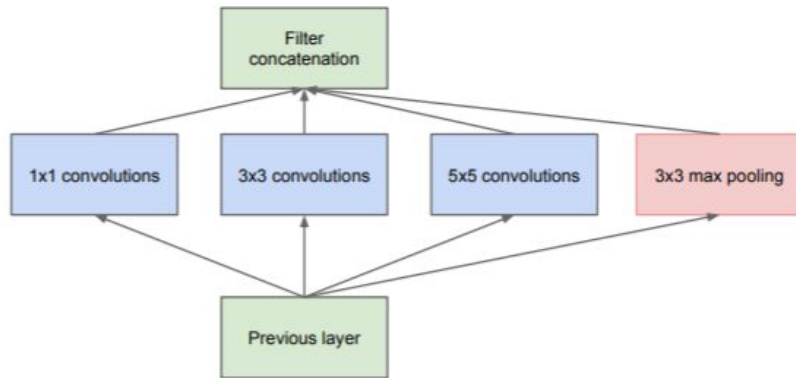 Filter
concatenation
1x1 convolutions
3x3 convolutions
5x5 convolutions
3x3 max pooling
Previous layer